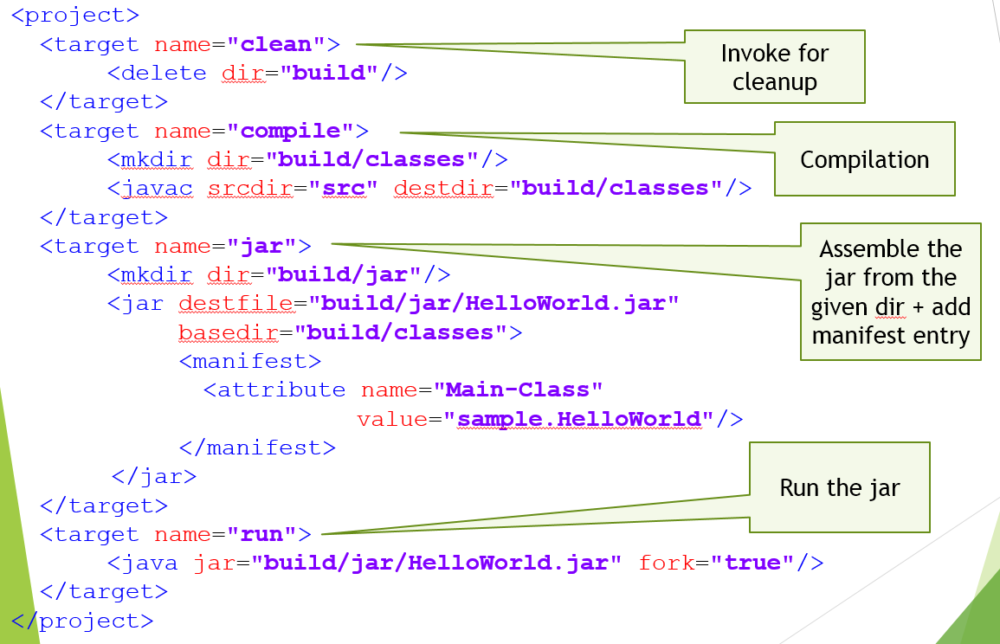 <project>
<target name="clean">
<delete dir="build"/>
</target>
<target name="compile">
<mkdir dir="build/classes"/>
<javac srcdir="src" destdir="build/classes"/>
</target>
<target name="jar">
<mkdir dir="build/jar"/>
<jar destfile="build/jar/HelloWorld.jar"
basedir="build/classes">
<manifest>
<attribute name="Main-Class"
value="sample.HelloWorld"/>
</manifest>
</jar>
</target>
<target name="run">
<java jar="build/jar/HelloWorld.jar" fork="true"/>
</target>
</project>
Invoke for
cleanup
Compilation
Assemble the
jar from the
given dir + add
manifest entry
Run the jar